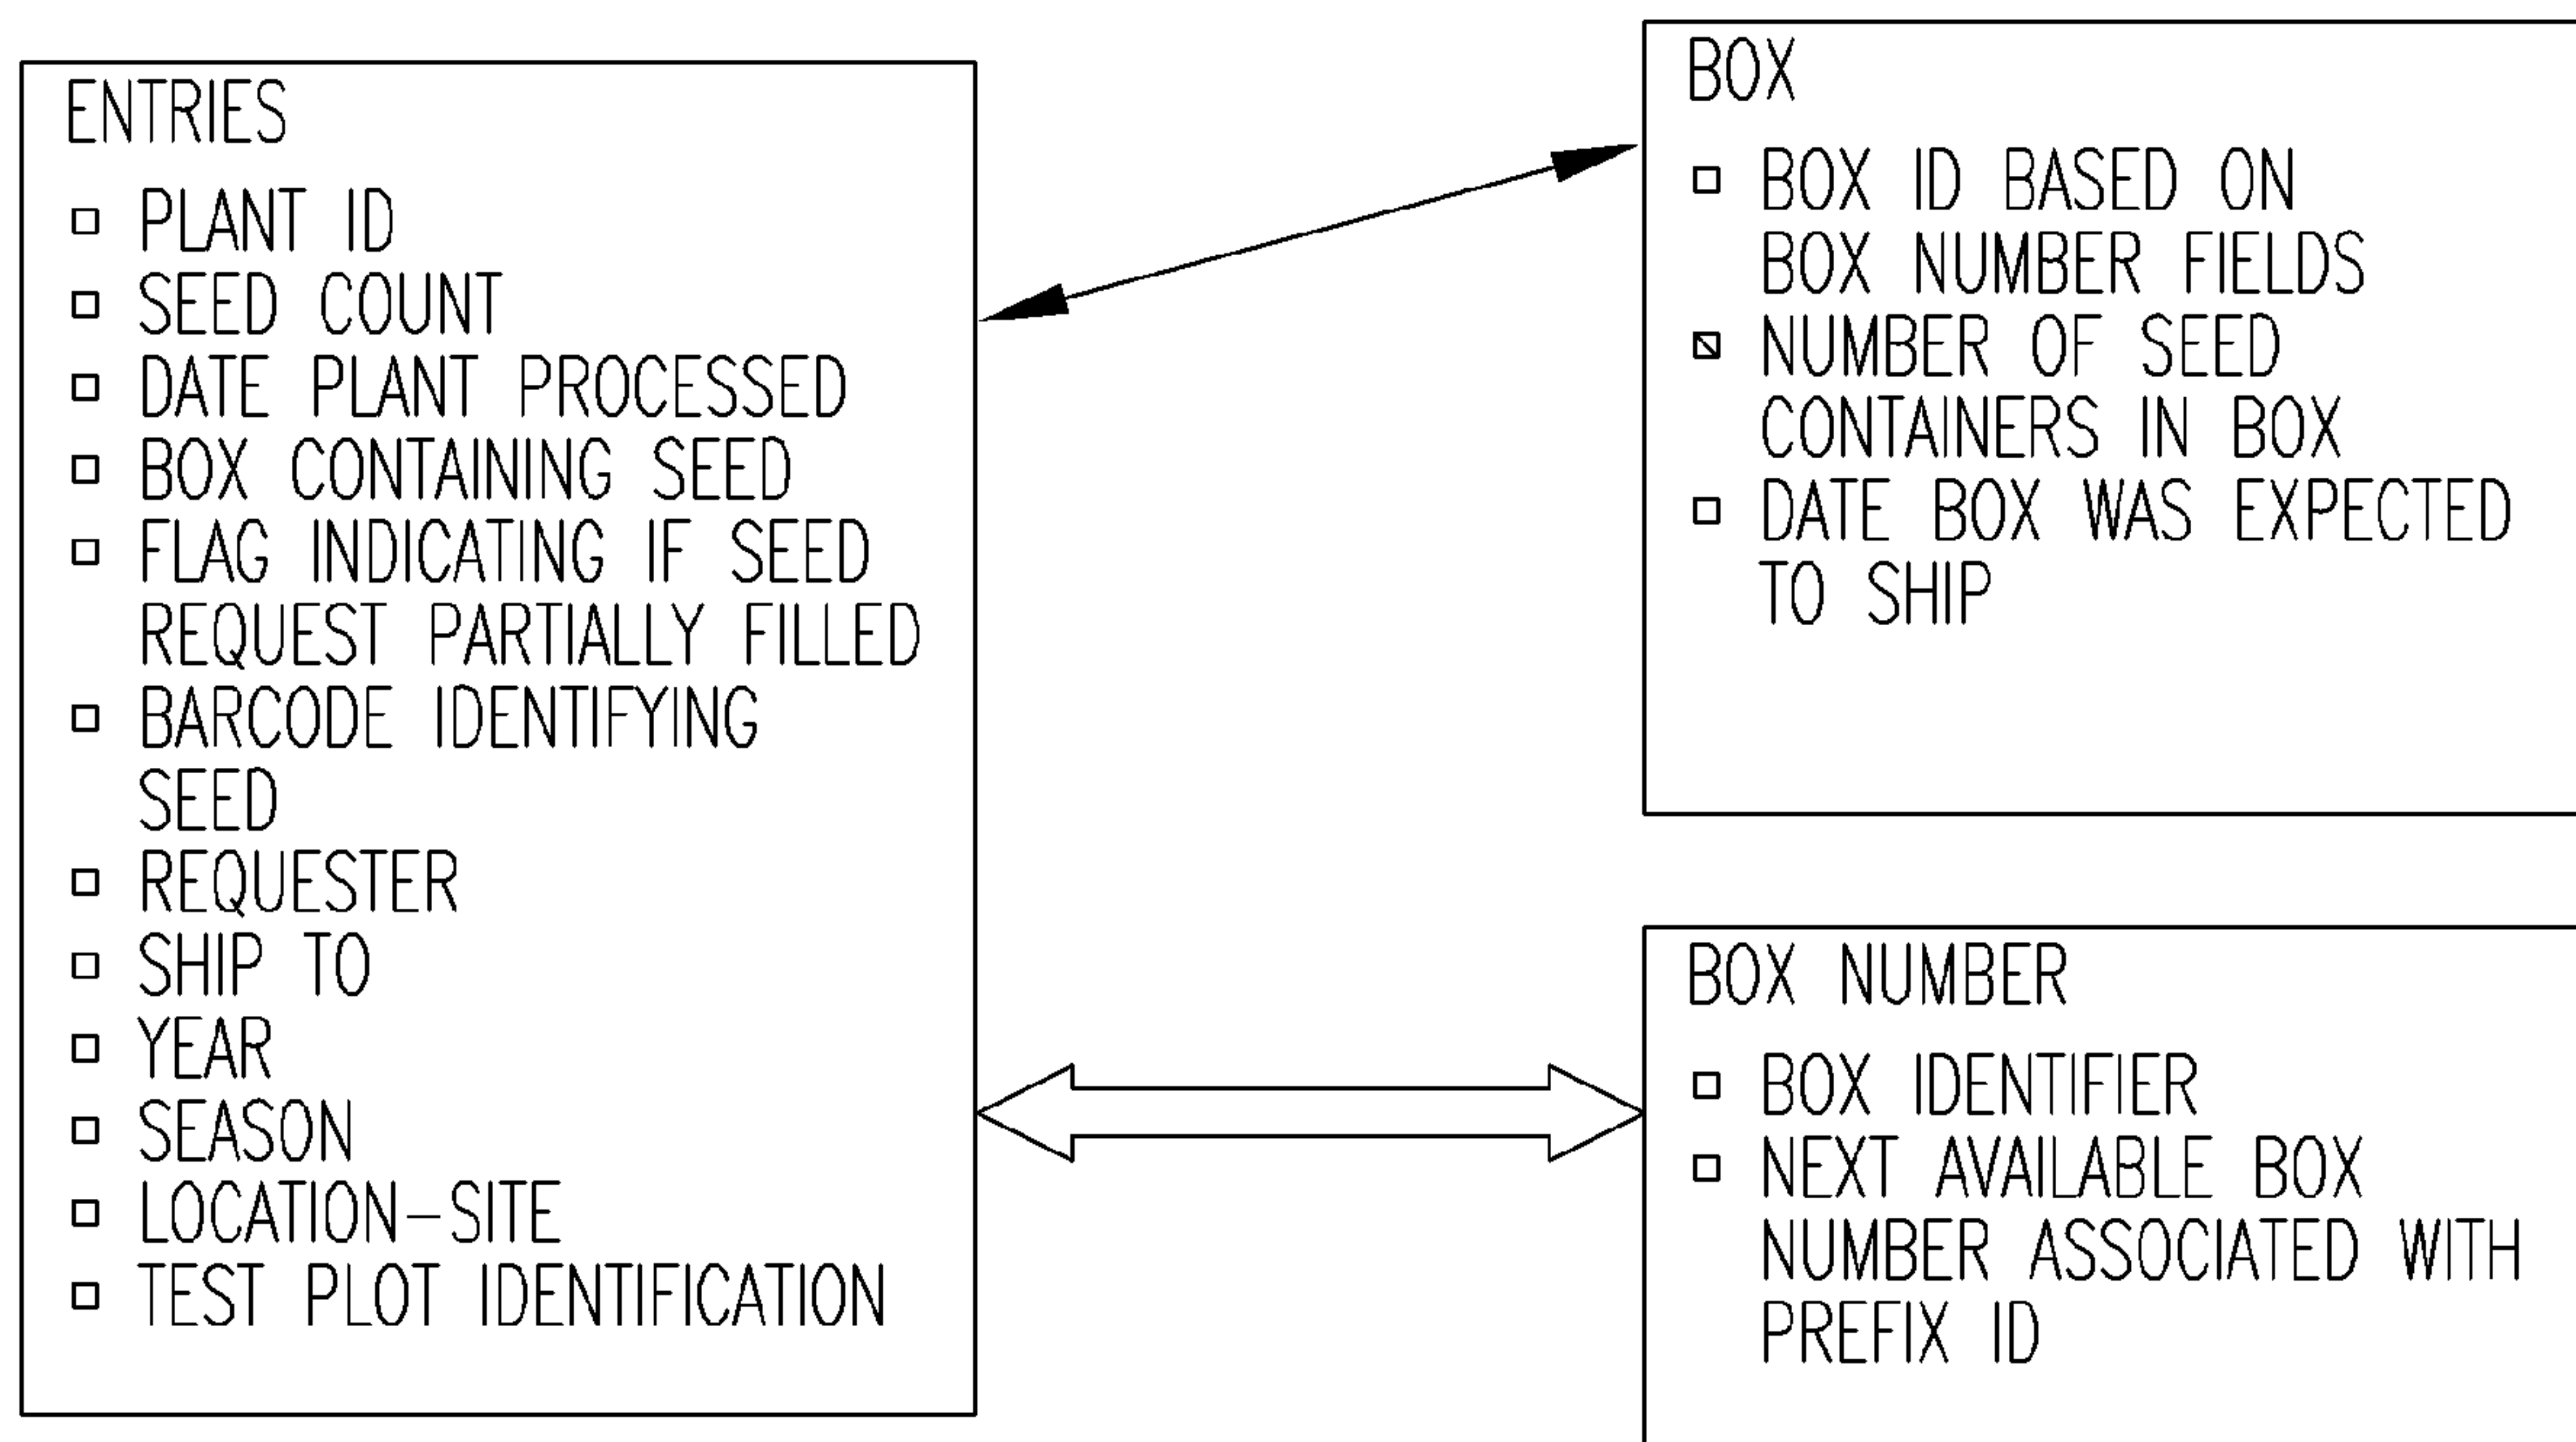 ENTRIES
PLANT ID
SEED COUNT
DATE PLANT PROCESSED
BOX CONTAINING SEED
FLAG INDICATING IF SEED
REQUEST PARTIALLY FILLED
BARCODE IDENTIFYING
SEED
REQUESTER
SHIP TO
YEAR
SEASON
LOCATION-SITE
TEST PLOT IDENTIFICATION
BOX
BOX ID BASED ON
BOX NUMBER FIELDS
NUMBER OF SEED
CONTAINERS IN BOX
DATE BOX WAS EXPECTED
TO SHIP
BOX NUMBER
BOX IDENTIFIER
NEXT AVAILABLE BOX
NUMBER ASSOCIATED WITH
PREFIX ID